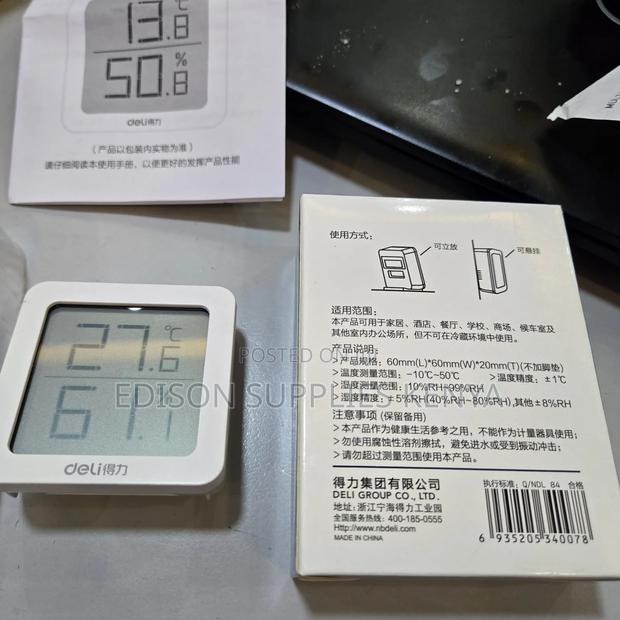 13.8 ℃
50.8 %
deli得力
(产品以包装内实物为准)
请仔细阅读本使用手册,以便更好的发挥产品性能
27.6 ℃
61.1
deli得力
POSTED ON
EDISON SUPPLIES KENYA
使用方式:
可立放
可悬挂
适用范围:
本产品可用于家居、酒店、餐厅、学校、商场、候车室及
其他室内办公场所,但不可在冷藏环境中使用。
产品说明:
>产品规格: 60mm(L)*60mm(W)*20mm(T)(不加脚垫)
>温度测量范围: -10℃~50℃ >温度精度: ±1℃
>湿度测量范围: 10%RH~99%RH
>湿度精度: ±5%RH(40%RH~80%RH),其他±8%RH
注意事项 (保留备用)
>本产品作为健康生活参考之用,不能作为计量器具使用;
>勿使用腐蚀性溶剂擦拭,避免进水或受到振动冲击;
>请勿超过测量范围使用本产品。
得力集团有限公司
DELI GROUP CO., LTD.
地址: 浙江宁海得力工业园
全国服务热线: 400-185-0555
Http://www.nbdeli.com
MADE IN CHINA
执行标准: Q/NDL 84 合格
6 935205 340078